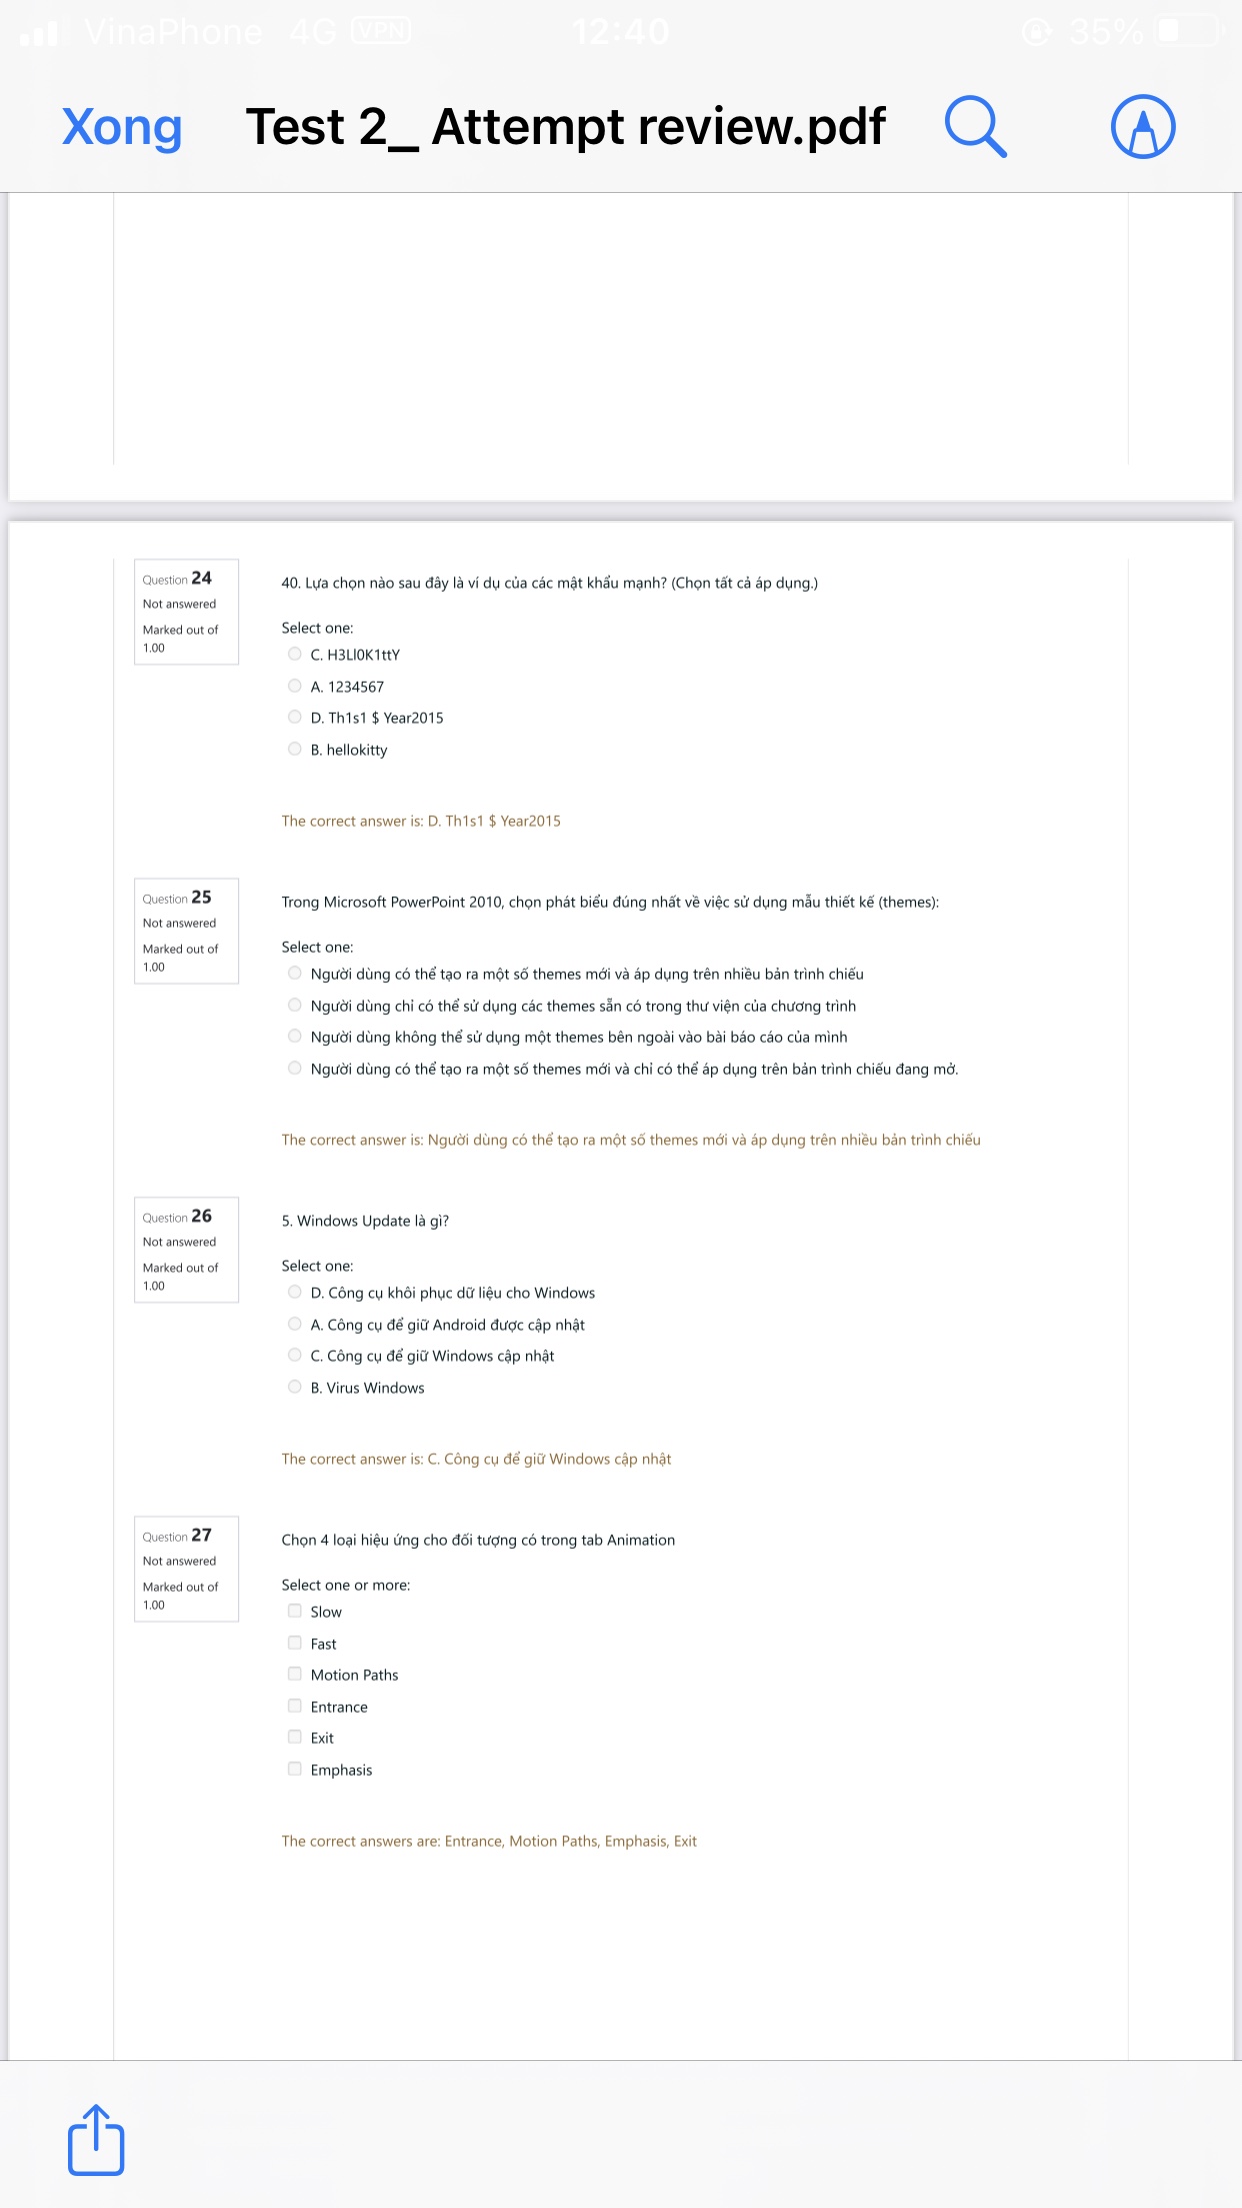 VinaPhone 4G VPN 12:40 35%
Xong Test 2_ Attempt review.pdf
Question 24
Not answered
Marked out of
1.00
40. Lựa chọn nào sau đây là ví dụ của các mật khẩu mạnh? (Chọn tất cả áp dụng.)
Select one:
C. H3Ll0K1ttY
A. 1234567
D. Th1s1 $ Year2015
B. hellokitty
The correct answer is: D. Th1s1 $ Year2015
Question 25
Not answered
Marked out of
1.00
Trong Microsoft PowerPoint 2010, chọn phát biểu đúng nhất về việc sử dụng mẫu thiết kế (themes):
Select one:
Người dùng có thể tạo ra một số themes mới và áp dụng trên nhiều bản trình chiếu
Người dùng chỉ có thể sử dụng các themes sẵn có trong thư viện của chương trình
Người dùng không thể sử dụng một themes bên ngoài vào bài báo cáo của mình
Người dùng có thể tạo ra một số themes mới và chỉ có thể áp dụng trên bản trình chiếu đang mở.
The correct answer is: Người dùng có thể tạo ra một số themes mới và áp dụng trên nhiều bản trình chiếu
Question 26
Not answered
Marked out of
1.00
5. Windows Update là gì?
Select one:
D. Công cụ khôi phục dữ liệu cho Windows
A. Công cụ để giữ Android được cập nhật
C. Công cụ để giữ Windows cập nhật
B. Virus Windows
The correct answer is: C. Công cụ để giữ Windows cập nhật
Question 27
Not answered
Marked out of
1.00
Chọn 4 loại hiệu ứng cho đối tượng có trong tab Animation
Select one or more:
Slow
Fast
Motion Paths
Entrance
Exit
Emphasis
The correct answers are: Entrance, Motion Paths, Emphasis, Exit